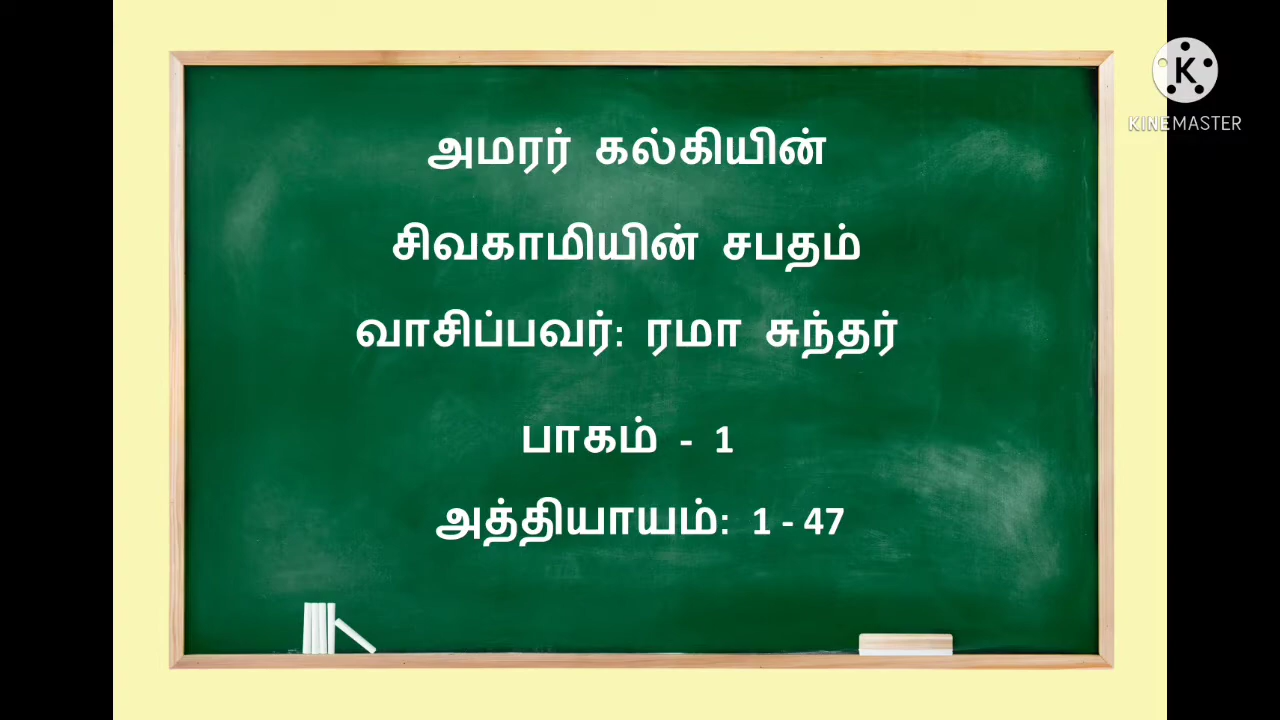 அமரர் கல்கியின்
சிவகாமியின் சபதம்
வாசிப்பவர்: ரமா சுந்தர்
பாகம் - 1
அத்தியாயம்: 1 - 47
K
KINEMASTER